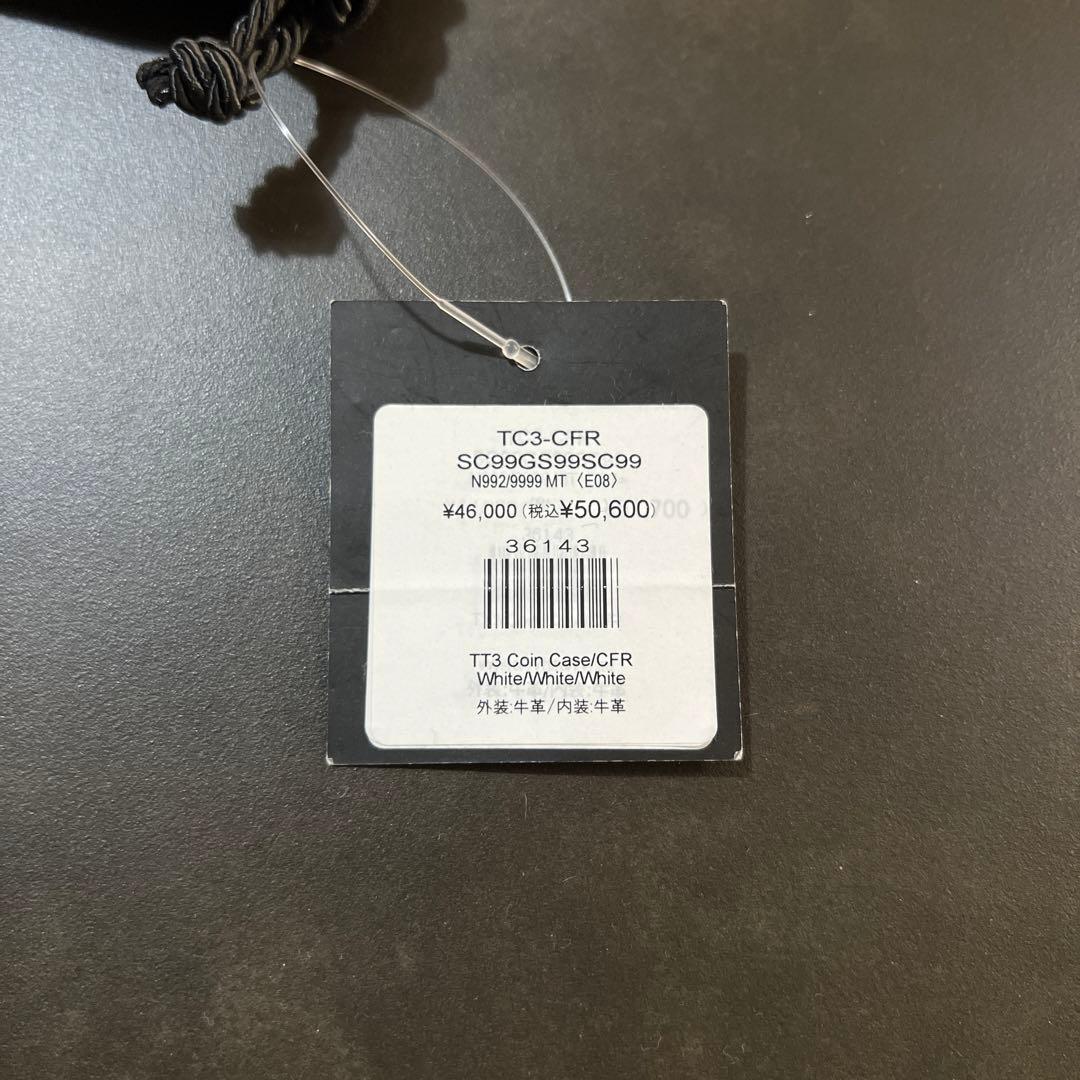 TC3-CFR
SC99GS99SC99
N992/9999 MT 〈E08〉
¥46,000 (税込¥50,600)
36143
TT3 Coin Case/CFR
White/White/White
外装:牛革/内装:牛革